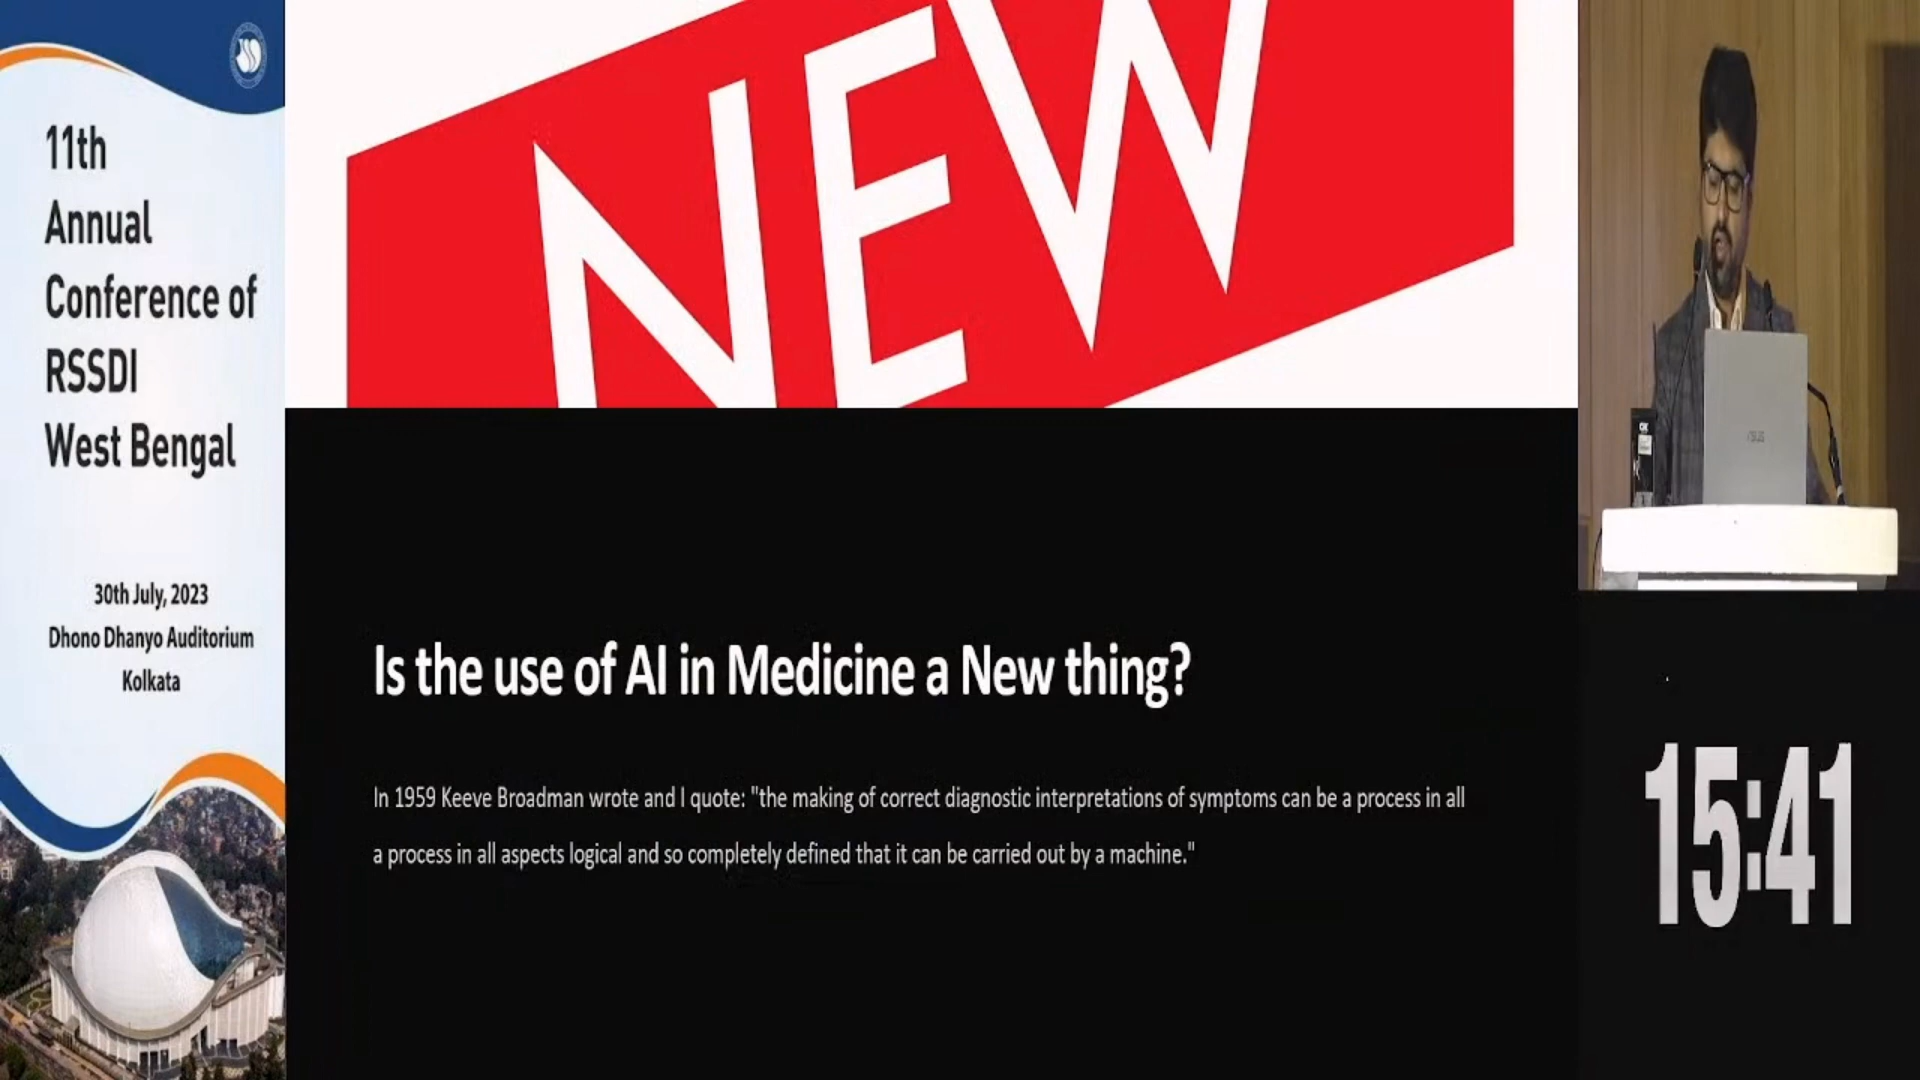 11th
Annual
Conference of
RSSDI
West Bengal
30th July, 2023
Dhono Dhanyo Auditorium
Kolkata
NEW
Is the use of AI in Medicine a New thing?
In 1959 Keeve Broadman wrote and I quote: "the making of correct diagnostic interpretations of symptoms can be a process in all
a process in all aspects logical and so completely defined that it can be carried out by a machine."
ASUS
15:41